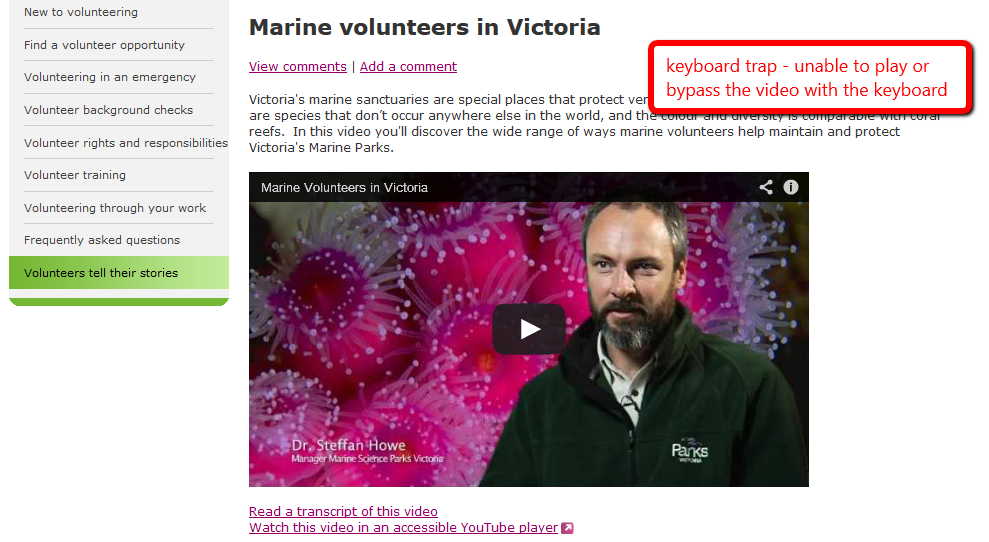 New to volunteering
Find a volunteer opportunity
Volunteering in an emergency
Volunteer background checks
Volunteer rights and responsibilities
Volunteer training
Volunteering through your work
Frequently asked questions
Volunteers tell their stories
Marine volunteers in Victoria
View comments | Add a comment
keyboard trap - unable to play or
bypass the video with the keyboard
Victoria's marine sanctuaries are special places that protect
are species that don't occur anywhere else in the world, and the colour and diversity is comparable with coral
reefs. In this video you'll discover the wide range of ways marine volunteers help maintain and protect
Victoria's Marine Parks.
Marine Volunteers in Victoria
Dr. Steffan Howe
Manager Marine Science Parks Victoria
Parks
VICTORIA
Read a transcript of this video
Watch this video in an accessible YouTube player